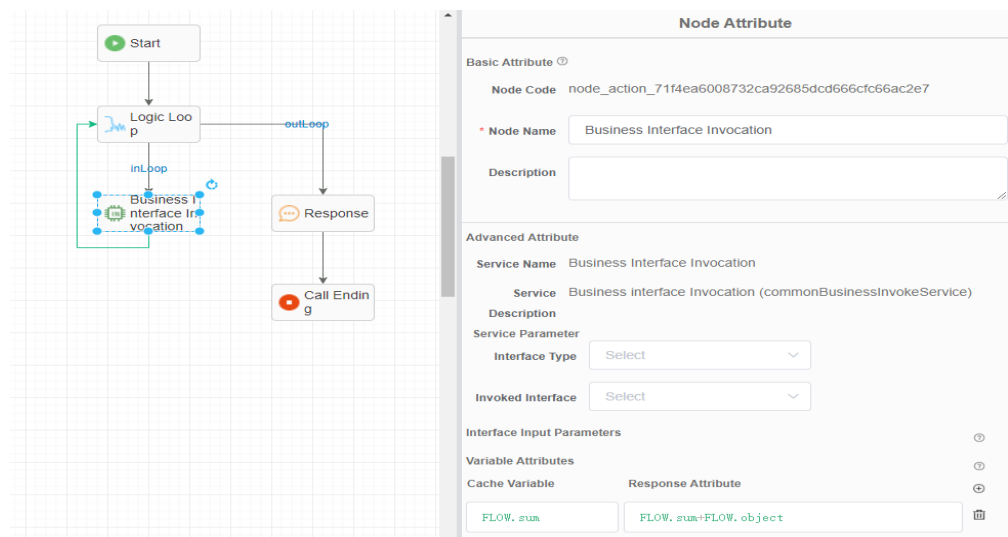 Start
Logic Loo
p
outLoop
inLoop
Business I
nterface In
vocation
Response
Call Endin
g
Node Attribute
Basic Attribute
Node Code node_action_71f4ea6008732ca92685dcd666cfc66ac2e7
* Node Name Business Interface Invocation
Description
Advanced Attribute
Service Name Business Interface Invocation
Service Business interface Invocation (commonBusinessInvokeService)
Description
Service Parameter
Interface Type Select
Invoked Interface Select
Interface Input Parameters
Variable Attributes
Cache Variable Response Attribute
FLOW.sum FLOW.sum+FLOW.object